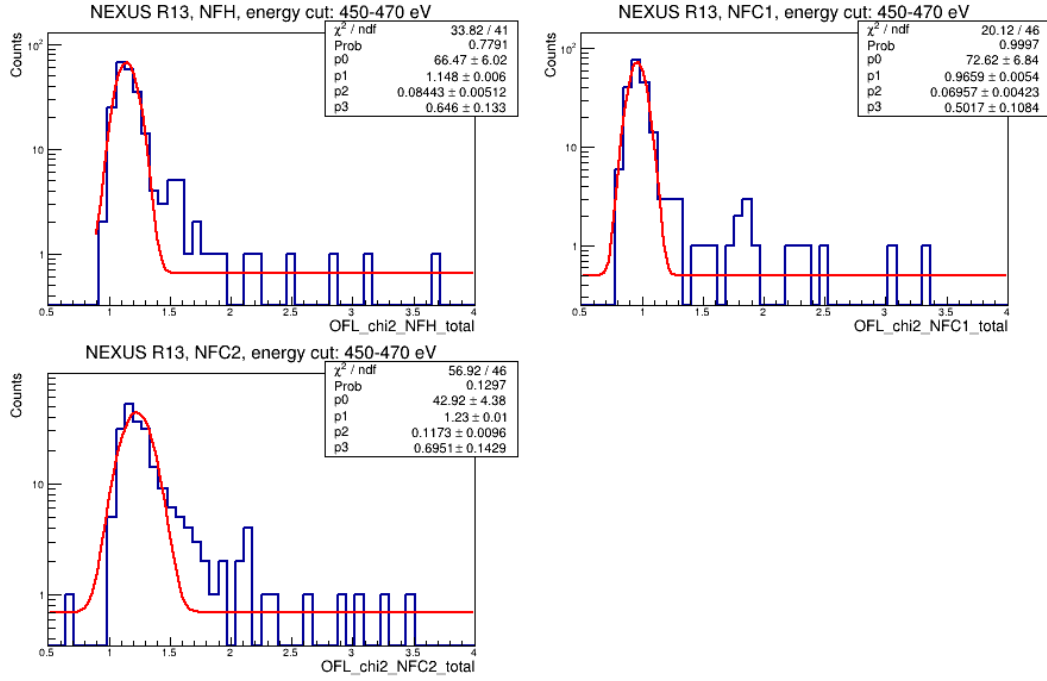 NEXUS R13, NFH, energy cut: 450-470 eV
Counts
χ² / ndf 33.82 / 41
Prob 0.7791
p0 66.47 ± 6.02
p1 1.148 ± 0.006
p2 0.08443 ± 0.00512
p3 0.646 ± 0.133
10²
10
1
0.5 1 1.5 2 2.5 3 3.5 4
OFL_chi2_NFH_total
NEXUS R13, NFC1, energy cut: 450-470 eV
Counts
χ² / ndf 20.12 / 46
Prob 0.9997
p0 72.62 ± 6.84
p1 0.9659 ± 0.0054
p2 0.06957 ± 0.00423
p3 0.5017 ± 0.1084
10²
10
1
0.5 1 1.5 2 2.5 3 3.5 4
OFL_chi2_NFC1_total
NEXUS R13, NFC2, energy cut: 450-470 eV
Counts
χ² / ndf 56.92 / 46
Prob 0.1297
p0 42.92 ± 4.38
p1 1.23 ± 0.01
p2 0.1173 ± 0.0096
p3 0.6951 ± 0.1429
10
1
0.5 1 1.5 2 2.5 3 3.5 4
OFL_chi2_NFC2_total